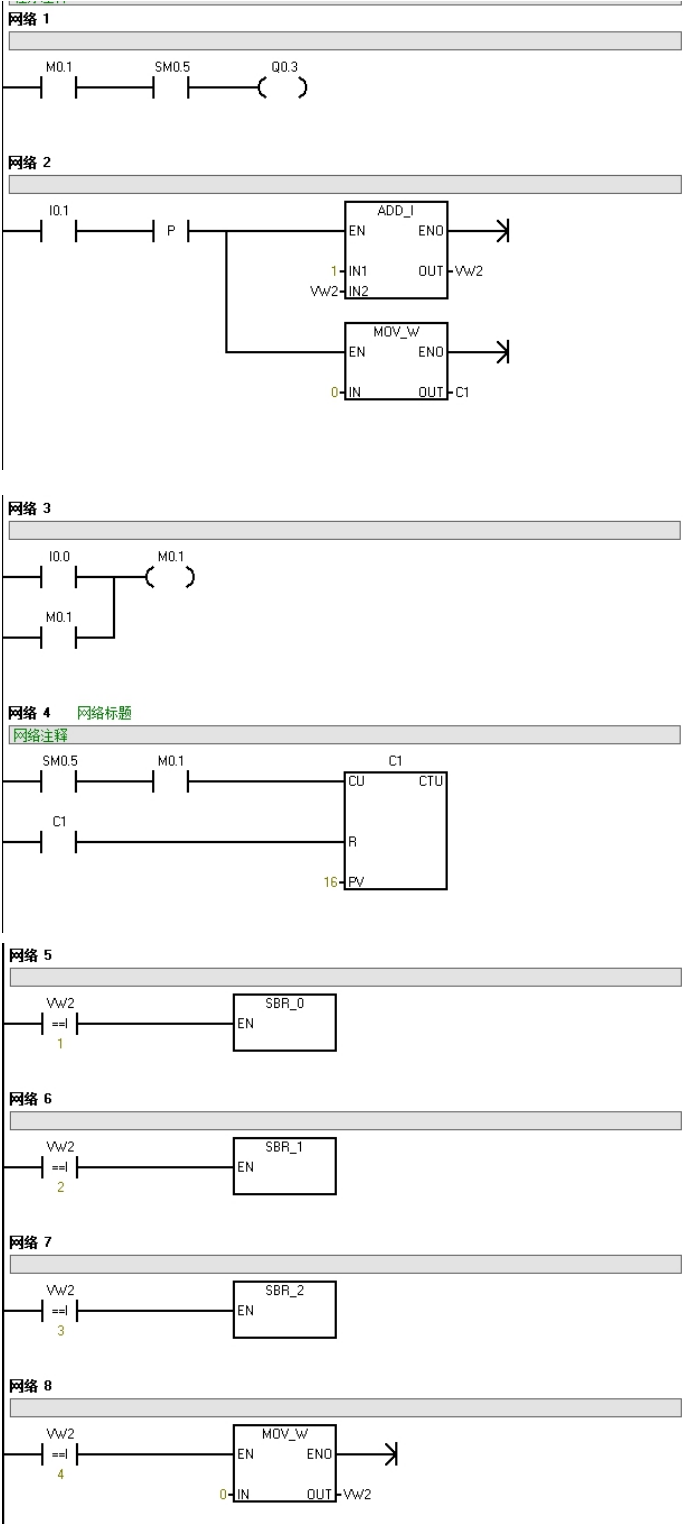 网络 1
M0.1 SM0.5 Q0.3
网络 2
I0.1 P ADD_I
EN ENO
1 IN1 OUT VW2
VW2 IN2
MOV_W
EN ENO
0 IN OUT C1
网络 3
I0.0 M0.1
M0.1
网络 4 网络标题
网络注释
SM0.5 M0.1 C1
CU CTU
C1
R
16 PV
网络 5
VW2 SBR_0
==I EN
1
网络 6
VW2 SBR_1
==I EN
2
网络 7
VW2 SBR_2
==I EN
3
网络 8
VW2 MOV_W
==I EN ENO
4
0 IN OUT VW2